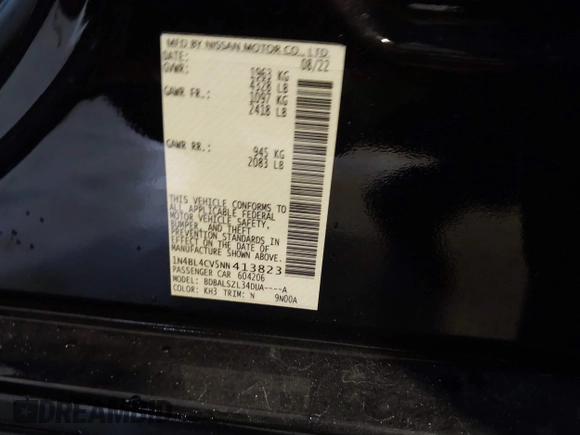 MFD BY NISSAN MOTOR CO., LTD.
DATE: 08/22
GVWR: 1963 KG
4328 LB
GAWR FR.: 1097 KG
2418 LB
GAWR RR.: 945 KG
2083 LB
THIS VEHICLE CONFORMS TO
ALL APPLICABLE FEDERAL
MOTOR VEHICLE SAFETY,
BUMPER, AND THEFT
PREVENTION STANDARDS IN
EFFECT ON THE DATE OF
MANUFACTURE SHOWN ABOVE.
1N4BL4CV5NN413823
PASSENGER CAR 604206
MODEL: BDBALSZL34DUA----A
COLOR: KH3 TRIM: N 9N00A
DREAMBID